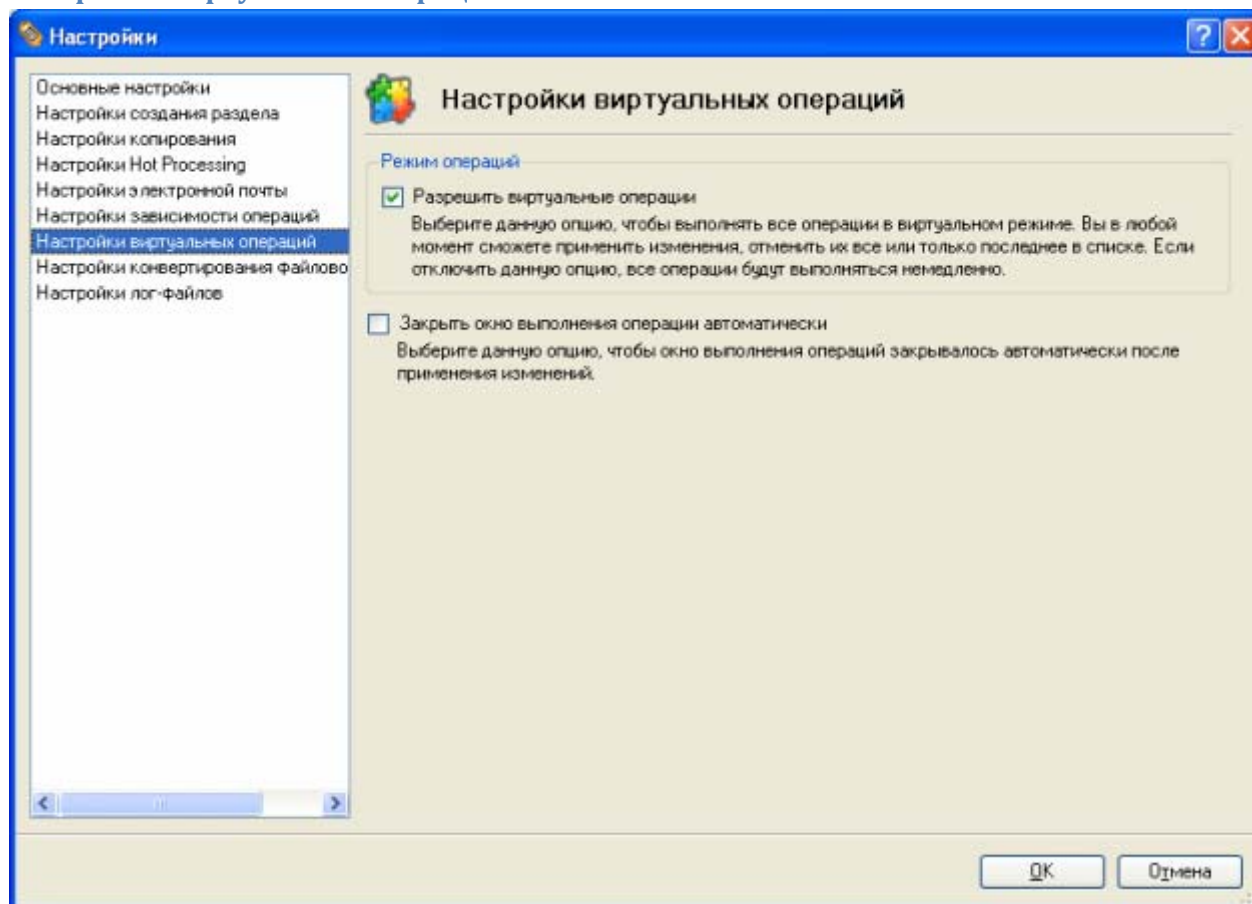 Настройки
Основные настройки
Настройки создания раздела
Настройки копирования
Настройки Hot Processing
Настройки электронной почты
Настройки зависимости операций
Настройки виртуальных операций
Настройки конвертирования файлово
Настройки лог-файлов
Настройки виртуальных операций
Режим операций
Разрешить виртуальные операции
Выберите данную опцию, чтобы выполнять все операции в виртуальном режиме. Вы в любой
момент сможете применить изменения, отменить их все или только последнее в списке. Если
отключить данную опцию, все операции будут выполняться немедленно.
Закрыть окно выполнения операции автоматически
Выберите данную опцию, чтобы окно выполнения операций закрывалось автоматически после
применения изменений.
OK
Отмена